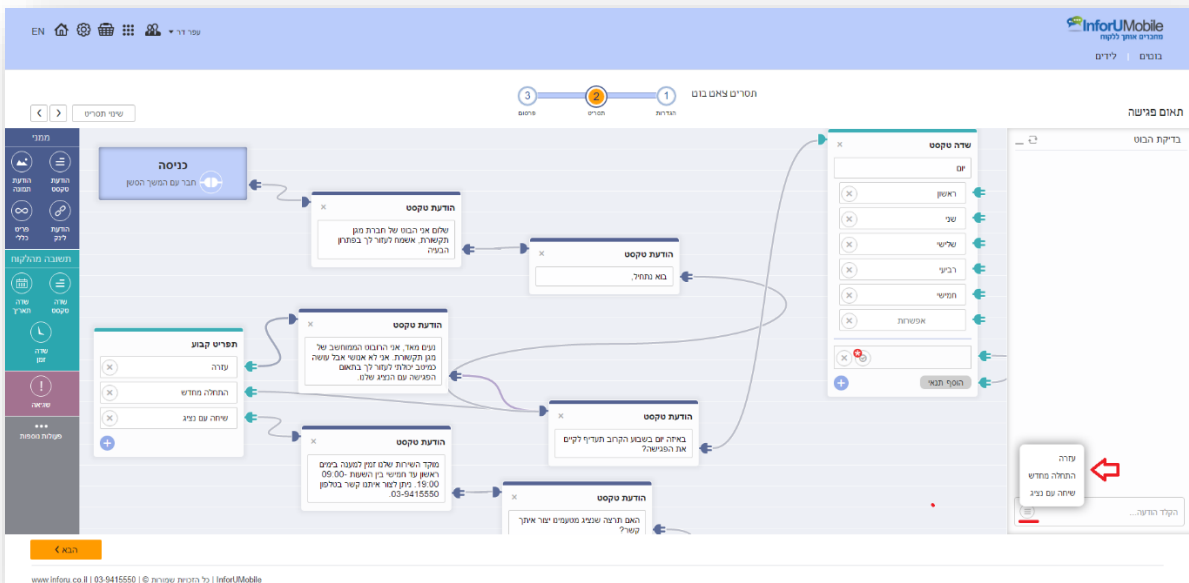 InforUMobile
מחברים אותך ללקוח
בוטים | לידים
עפר דר
EN
תסריט צאט בוט
1
2
3
הגדרות
תסריט
פרסום
תאום פגישה
שינוי תסריט
בדיקת הבוט
שדה טקסט
יום
ראשון
שני
שלישי
רביעי
חמישי
אפשרות
הוסף תנאי
כניסה
חבר עם המשך הסשן
הודעת טקסט
שלום אני הבוט של חברת מגן
תקשורת. אשמח לעזור לך בפתרון
הבעיה
הודעת טקסט
בוא נתחיל,
הודעת טקסט
נעים מאד, אני הרובוט הממוחשב של
מגן תקשורת. אני לא אנושי אבל עושה
כמיטב יכולתי לעזור לך בתאום
הפגישה עם הנציג שלנו.
תפריט קבוע
עזרה
התחלה מחדש
שיחה עם נציג
הודעת טקסט
באיזה יום בשבוע הקרוב תעדיף לקיים
את הפגישה?
הודעת טקסט
מוקד השירות שלנו זמין למענה בימים
ראשון עד חמישי בין השעות 09:00-
19:00. ניתן לצור איתנו קשר בטלפון
03-9415550.
הודעת טקסט
האם תרצה שנציג מטעמינו יצור איתך
קשר?
ממני
הודעת
טקסט
הודעת
תמונה
הודעת
לינק
פריט
כללי
תשובה מהלקוח
שדה
טקסט
שדה
תאריך
שדה
זמן
שגיאה
פעולות נוספות
עזרה
התחלה מחדש
שיחה עם נציג
הקלד הודעה...
הבא
www.inforu.co.il | 03-9415550 | © כל הזכויות שמורות | InforUMobile